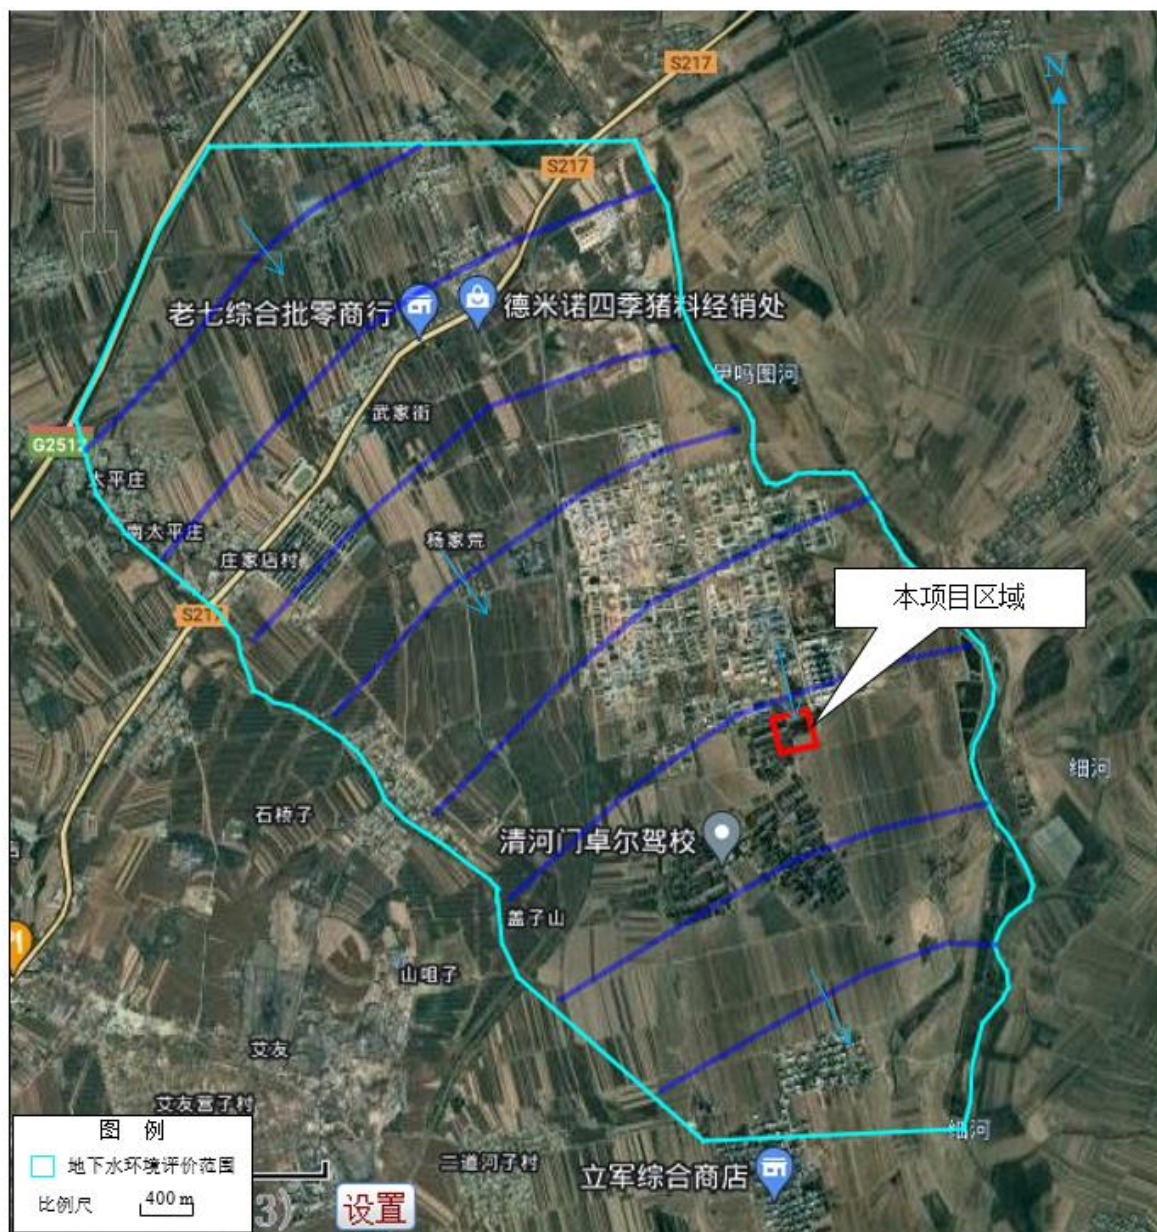 S217
N
S217
老七综合批零商行
德米诺四季猪料经销处
伊吗图河
武家街
G2512
太平庄
南太平庄
庄家店村
杨家荒
S217
本项目区域
细河
石桥子
清河门卓尔驾校
盖子山
山咀子
艾友
艾友营子村
细河
二道河子村
立军综合商店
图 例
地下水环境评价范围
比例尺
400 m
3)
设置